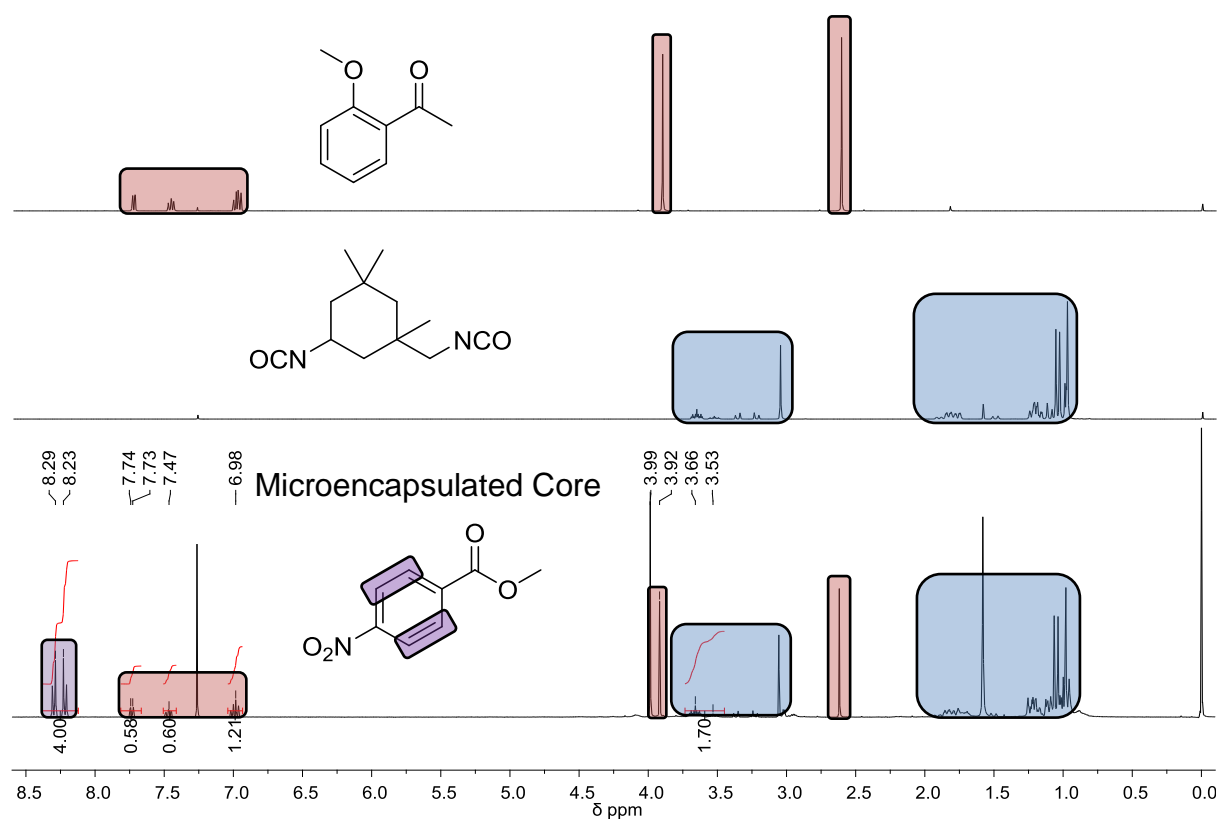 O
O
OCN
NCO
8.29
8.23
7.74
7.73
7.47
6.98
3.99
3.92
3.66
3.53
Microencapsulated Core
O
O
O₂N
4.00
0.58
0.60
1.21
1.70
8.5 8.0 7.5 7.0 6.5 6.0 5.5 5.0 4.5 4.0 3.5 3.0 2.5 2.0 1.5 1.0 0.5 0.0
δ ppm